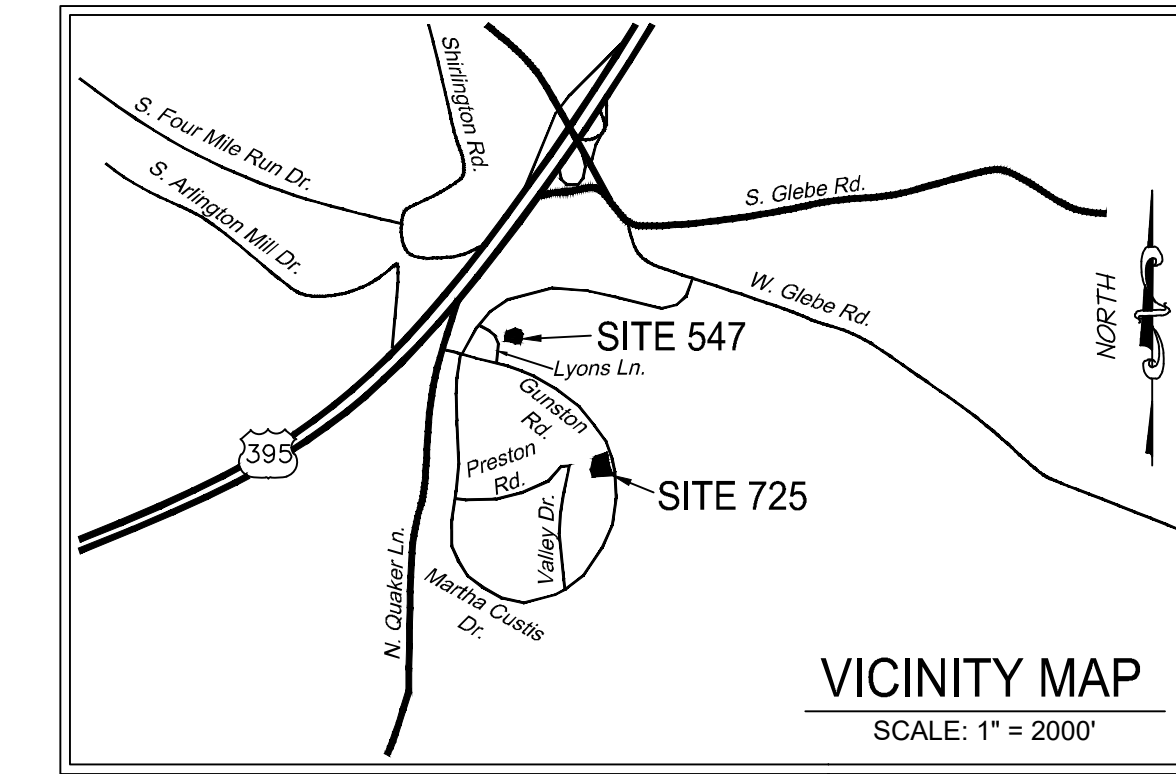 Shirlington Rd.
S. Four Mile Run Dr.
S. Arlington Mill Dr.
S. Glebe Rd.
W. Glebe Rd.
NORTH
SITE 547
Lyons Ln.
Gunston
Rd.
395
Preston
Rd.
SITE 725
Valley Dr.
N. Quaker Ln.
Martha Custis
Dr.
VICINITY MAP
SCALE: 1" = 2000'